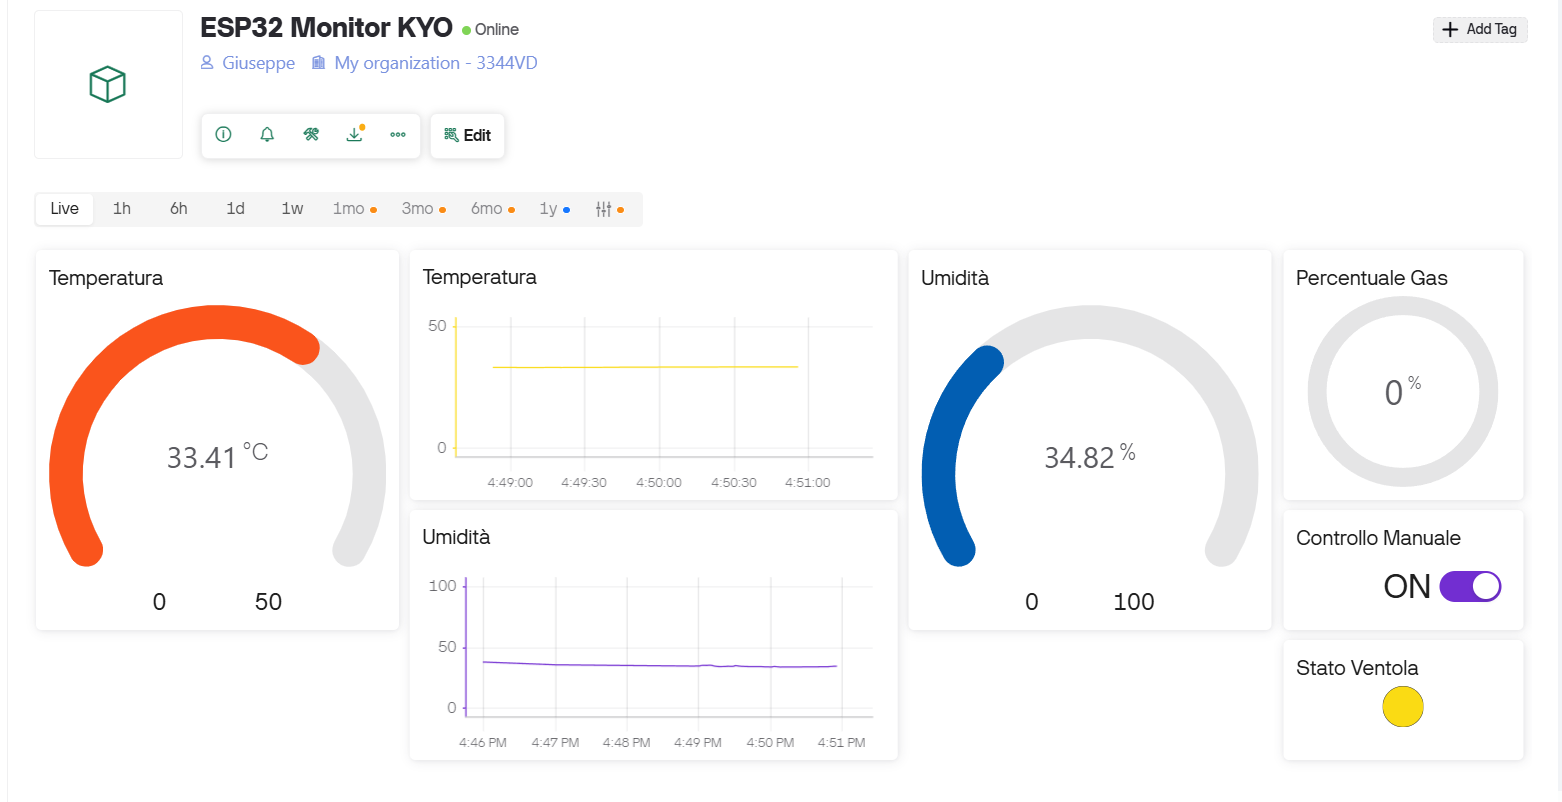 ESP32 Monitor KYO Online
Add Tag
Giuseppe My organization - 3344VD
Edit
Live 1h 6h 1d 1w 1mo 3mo 6mo 1y
Temperatura
33.41 °C
0 50
Temperatura
50
0
4:49:00 4:49:30 4:50:00 4:50:30 4:51:00
Umidità
100
50
0
4:46 PM 4:47 PM 4:48 PM 4:49 PM 4:50 PM 4:51 PM
Umidità
34.82 %
0 100
Percentuale Gas
0 %
Controllo Manuale
ON
Stato Ventola